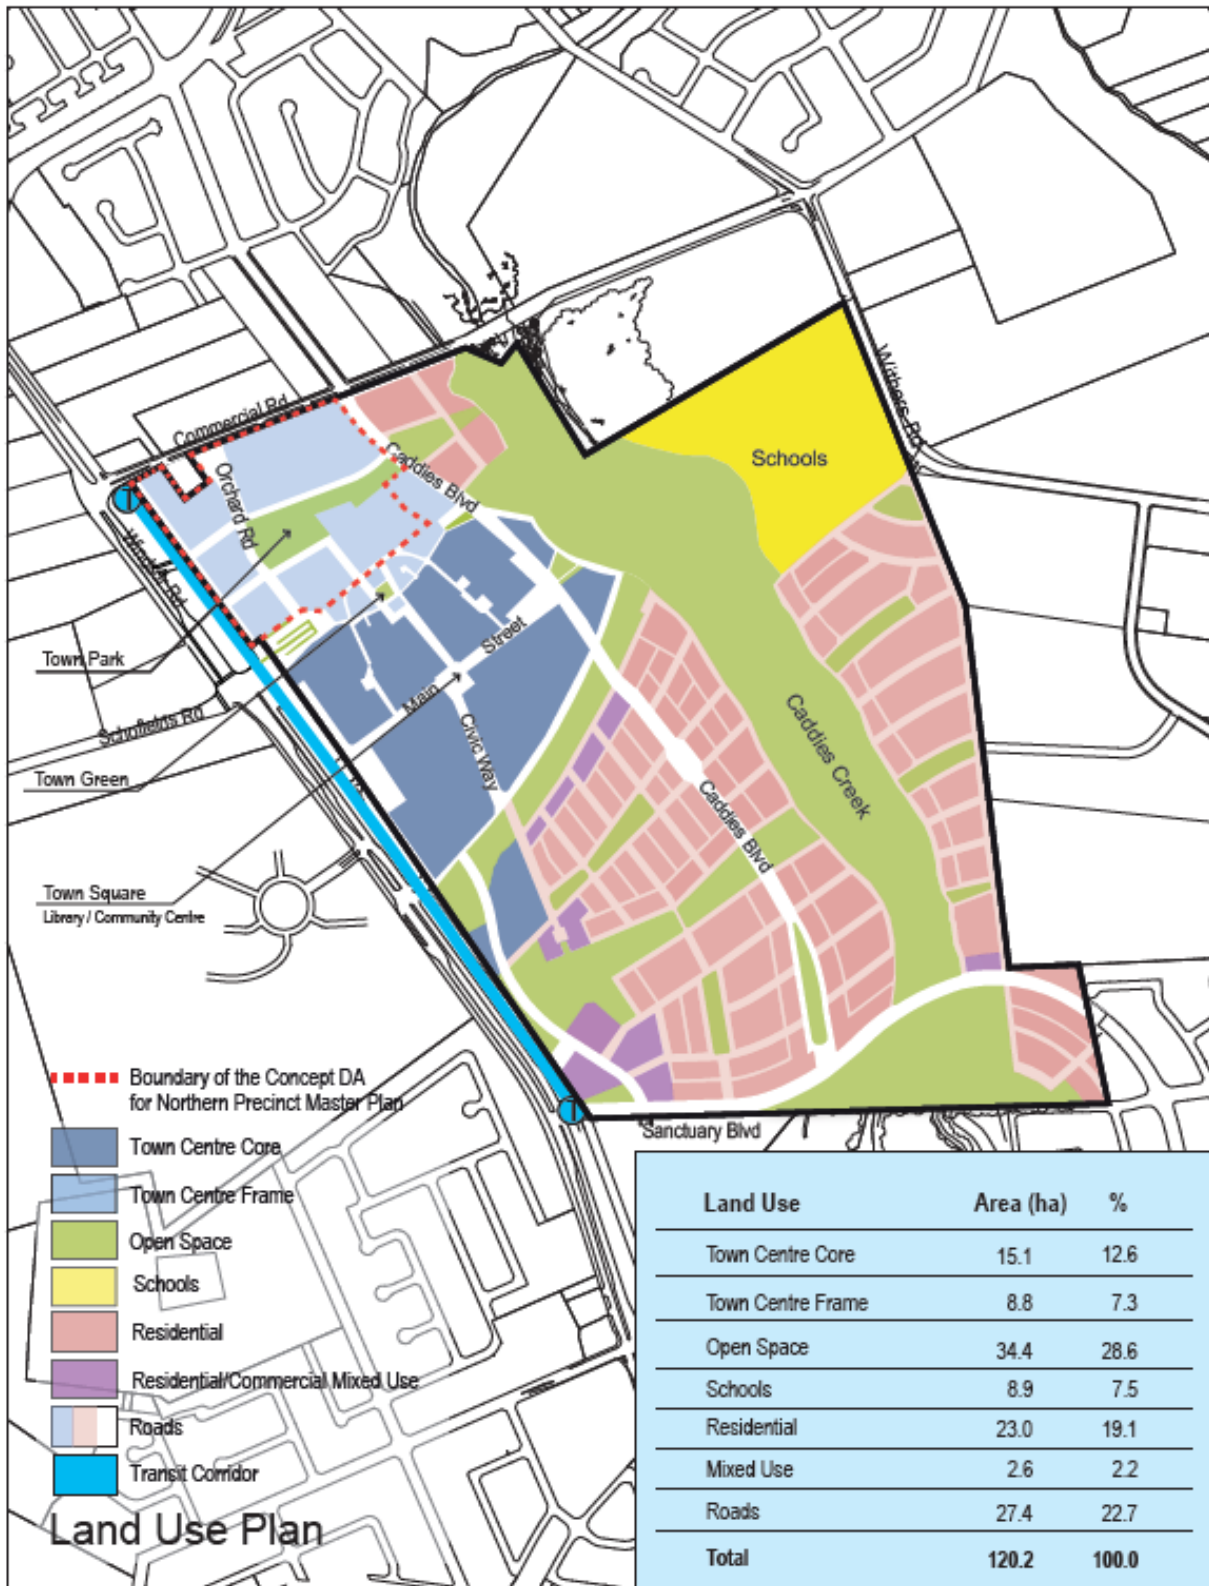 Commercial Rd
Orchard Rd
Caddies Blvd
Withers Rd
Schools
Windsor Rd
Town Park
Schofields Rd
Main Street
Civic Way
Town Green
Caddies Creek
Caddies Blvd
Town Square
Library / Community Centre
T
T
Sanctuary Blvd
Boundary of the Concept DA
for Northern Precinct Master Plan
Town Centre Core
Town Centre Frame
Open Space
Schools
Residential
Residential/Commercial Mixed Use
Roads
Transit Corridor
Land Use Plan
Land Use Area (ha) %
Town Centre Core 15.1 12.6
Town Centre Frame 8.8 7.3
Open Space 34.4 28.6
Schools 8.9 7.5
Residential 23.0 19.1
Mixed Use 2.6 2.2
Roads 27.4 22.7
Total 120.2 100.0